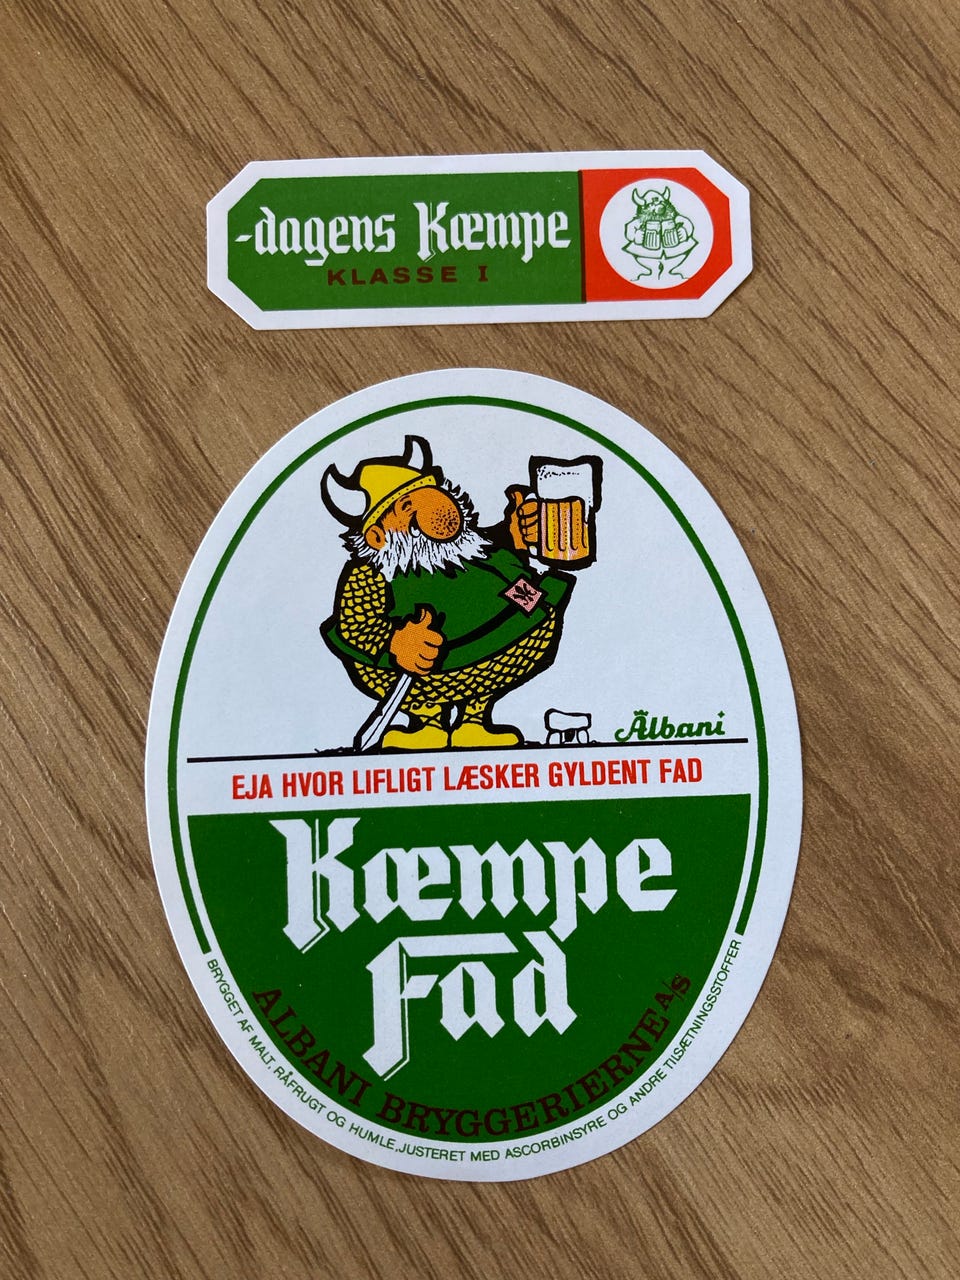 -dagens Kæmpe
KLASSE I
Albani
EJA HVOR LIFLIGT LÆSKER GYLDENT FAD
Kæmpe
Fad
ALBANI BRYGGERIERNE A/S
BRYGGET AF MALT, RÅFRUGT OG HUMLE, JUSTERET MED ASCORBINSYRE OG ANDRE TILSÆTNINGSSTOFFER